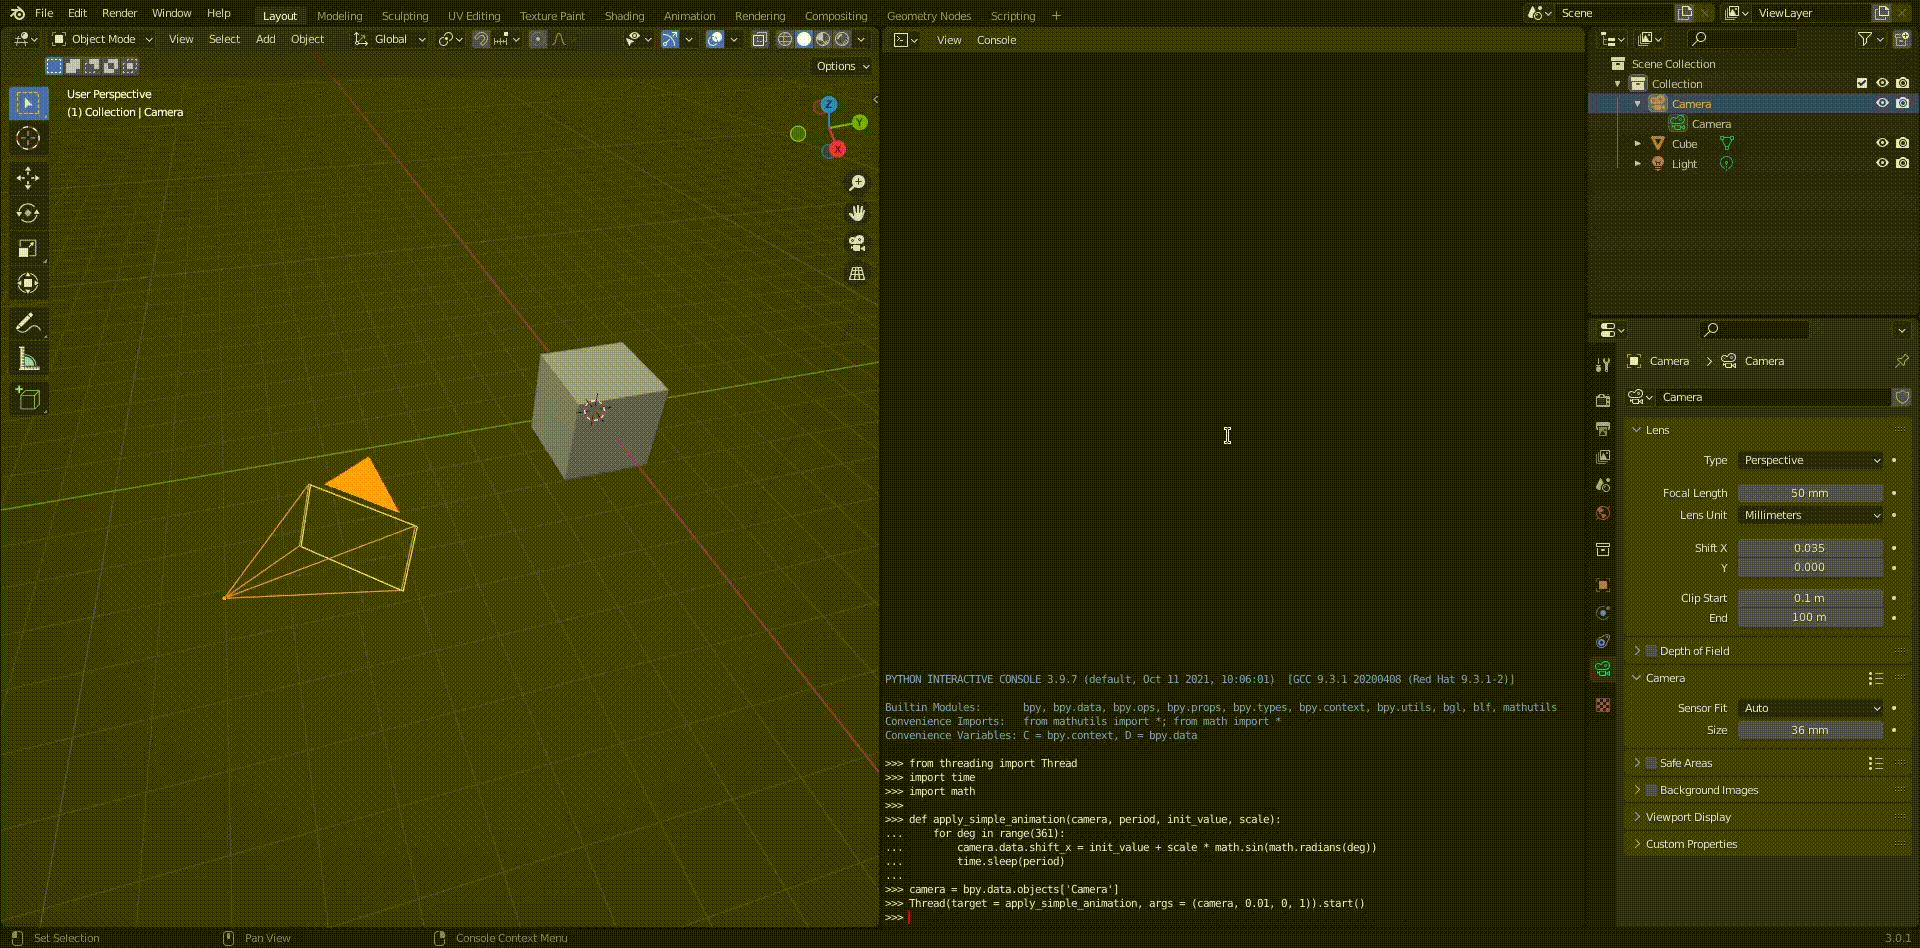 File Edit Render Window Help Layout Modeling Sculpting UV Editing Texture Paint Shading Animation Rendering Compositing Geometry Nodes Scripting + Scene ViewLayer
Object Mode View Select Add Object Global
Options
User Perspective
(1) Collection | Camera
Z
Y
X
View Console
PYTHON INTERACTIVE CONSOLE 3.9.7 (default, Oct 11 2021, 10:06:01)  [GCC 9.3.1 20200408 (Red Hat 9.3.1-2)]
Builtin Modules:       bpy, bpy.data, bpy.ops, bpy.props, bpy.types, bpy.context, bpy.utils, bgl, blf, mathutils
Convenience Imports:   from mathutils import *; from math import *
Convenience Variables: C = bpy.context, D = bpy.data
>>> from threading import Thread
>>> import time
>>> import math
>>>
>>> def apply_simple_animation(camera, period, init_value, scale):
...     for deg in range(361):
...         camera.data.shift_x = init_value + scale * math.sin(math.radians(deg))
...         time.sleep(period)
...
>>> camera = bpy.data.objects['Camera']
>>> Thread(target = apply_simple_animation, args = (camera, 0.01, 0, 1)).start()
>>>
Scene Collection
Collection
Camera
Camera
Cube
Light
Camera > Camera
Camera
Lens
Type Perspective
Focal Length 50 mm
Lens Unit Millimeters
Shift X 0.035
Y 0.000
Clip Start 0.1 m
End 100 m
Depth of Field
Camera
Sensor Fit Auto
Size 36 mm
Safe Areas
Background Images
Viewport Display
Custom Properties
Set Selection Pan View Console Context Menu 3.0.1